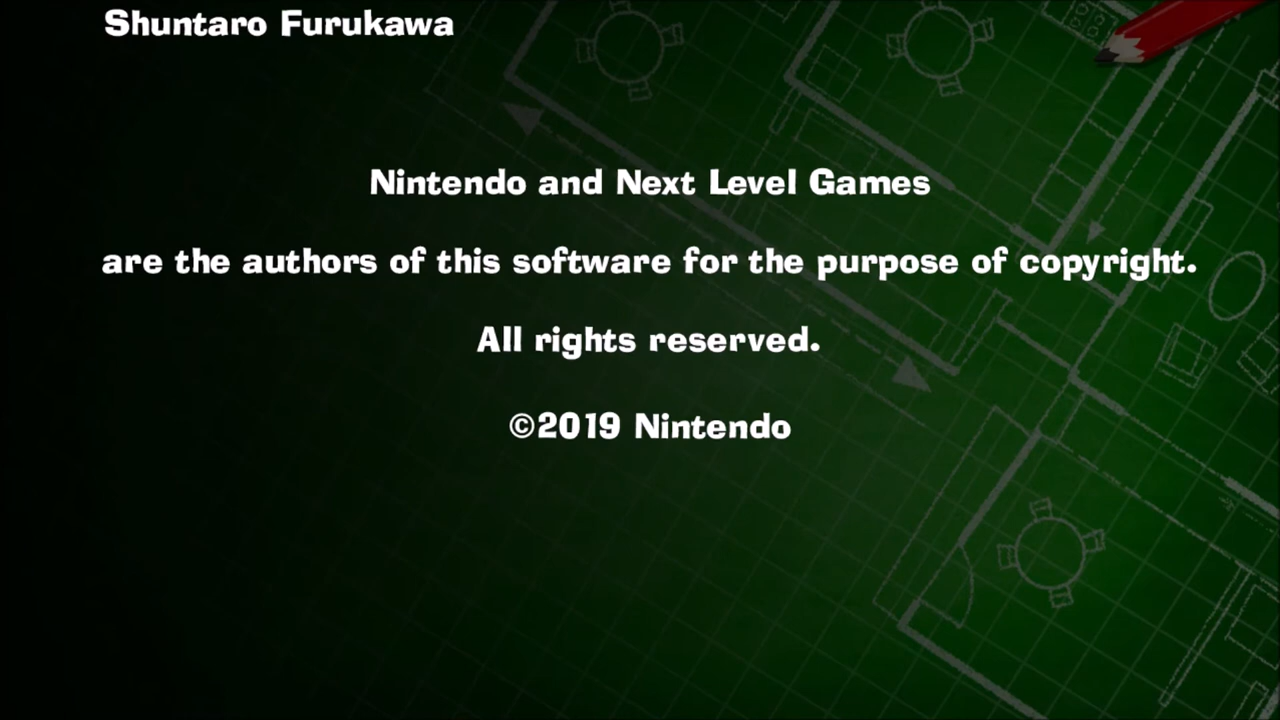 Shuntaro Furukawa
Nintendo and Next Level Games
are the authors of this software for the purpose of copyright.
All rights reserved.
©2019 Nintendo